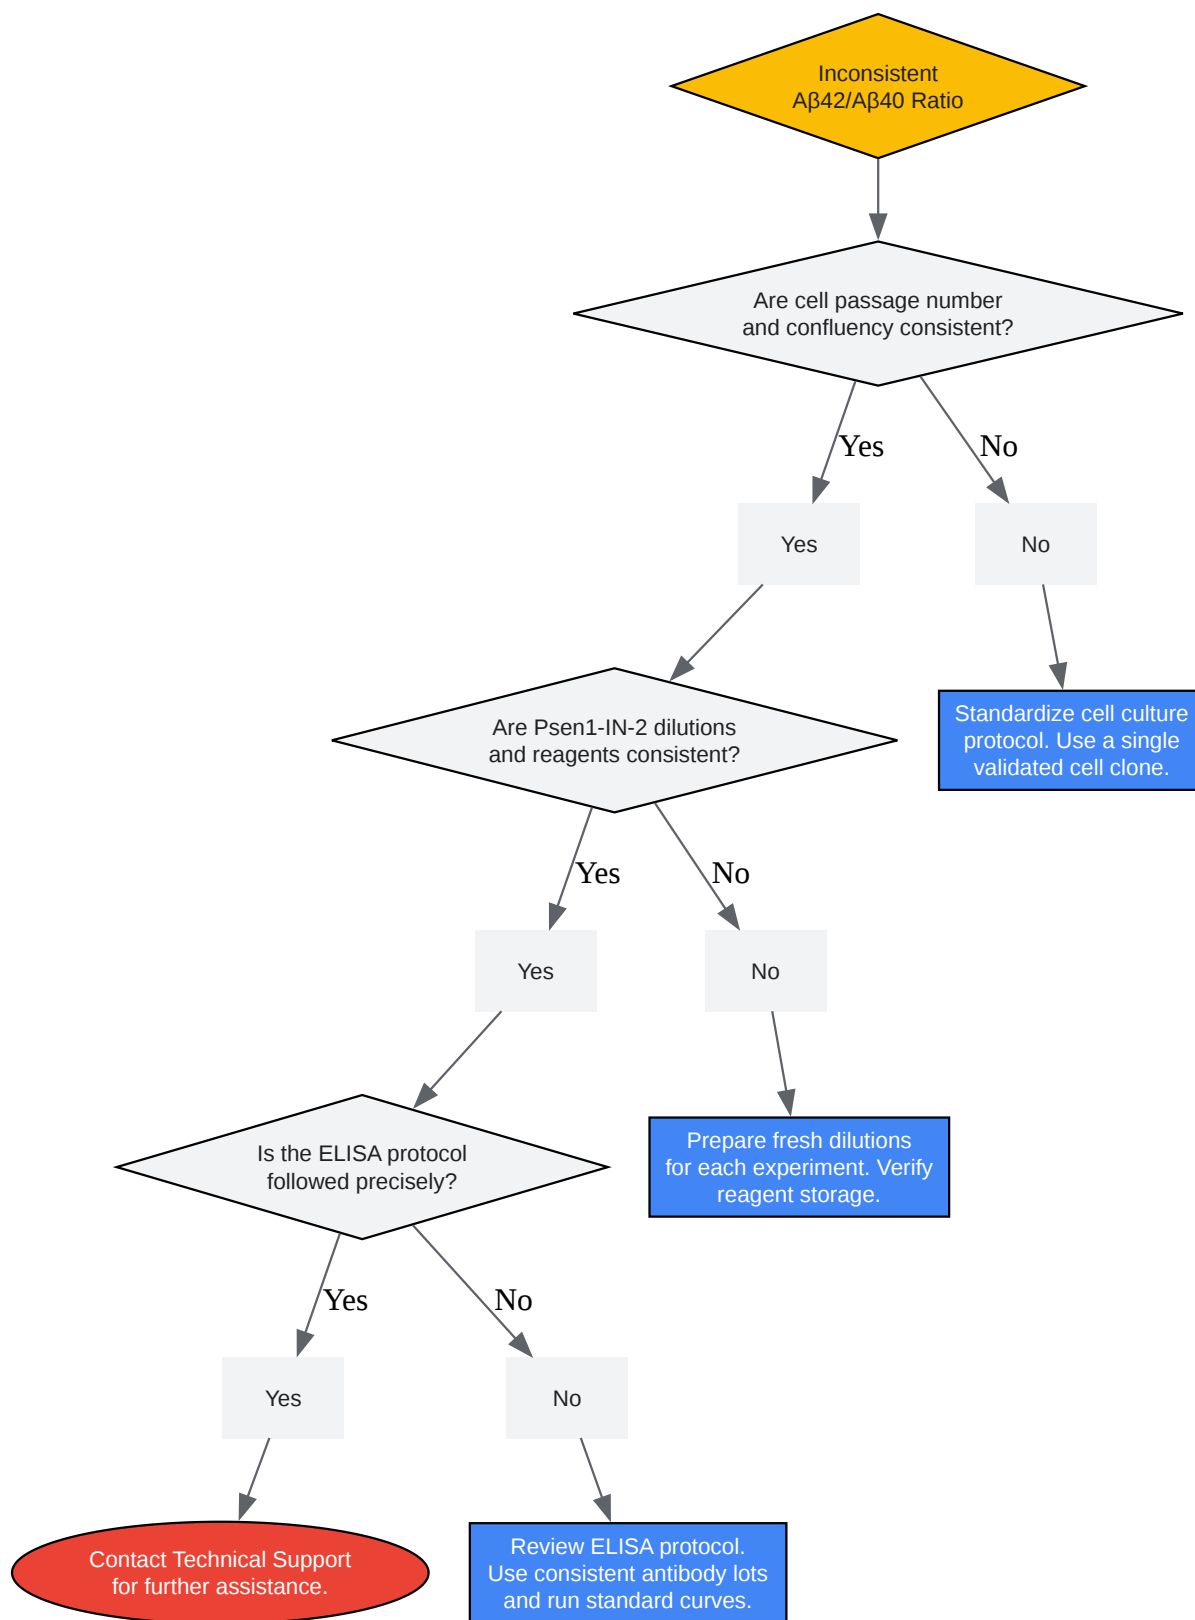 Inconsistent
Aβ42/Aβ40 Ratio
Are cell passage number
and confluency consistent?
Yes
No
Yes
No
Standardize cell culture
protocol. Use a single
validated cell clone.
Are Psen1-IN-2 dilutions
and reagents consistent?
Yes
No
Yes
No
Prepare fresh dilutions
for each experiment. Verify
reagent storage.
Is the ELISA protocol
followed precisely?
Yes
No
Yes
No
Contact Technical Support
for further assistance.
Review ELISA protocol.
Use consistent antibody lots
and run standard curves.